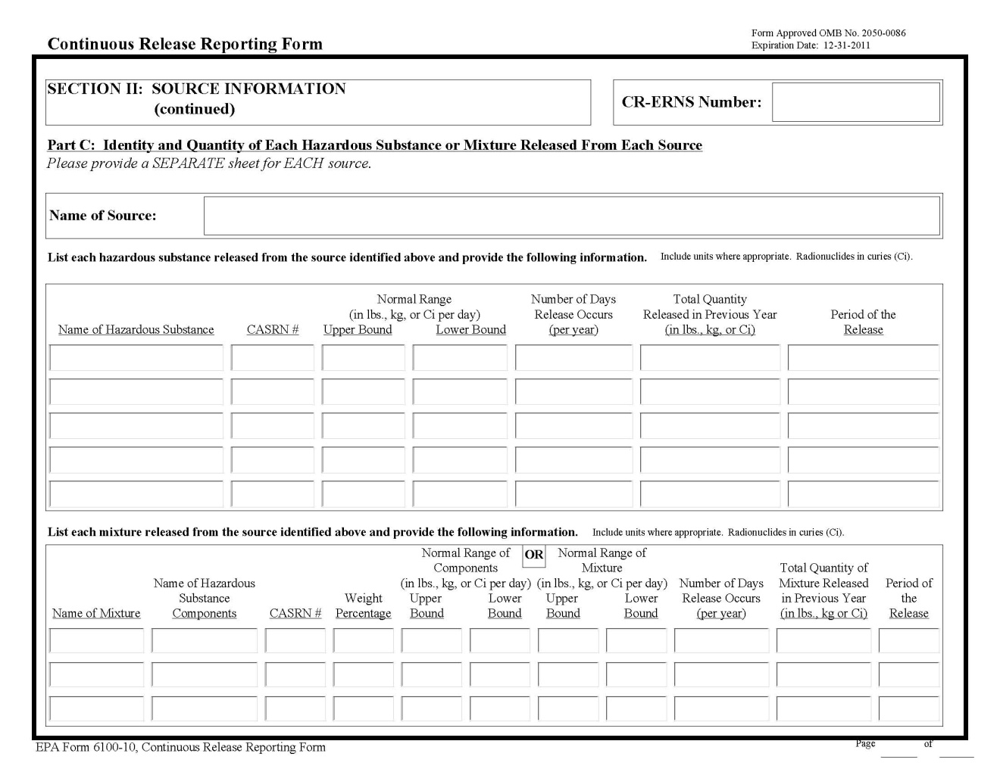 Continuous Release Reporting Form
Form Approved OMB No. 2050-0086
Expiration Date: 12-31-2011
SECTION II: SOURCE INFORMATION
(continued)
CR-ERNS Number:
Part C: Identity and Quantity of Each Hazardous Substance or Mixture Released From Each Source
Please provide a SEPARATE sheet for EACH source.
Name of Source:
List each hazardous substance released from the source identified above and provide the following information. Include units where appropriate. Radionuclides in curies (Ci).
Normal Range Number of Days Total Quantity
(in lbs., kg, or Ci per day) Release Occurs Released in Previous Year Period of the
Name of Hazardous Substance CASRN # Upper Bound Lower Bound (per year) (in lbs., kg, or Ci) Release
List each mixture released from the source identified above and provide the following information. Include units where appropriate. Radionuclides in curies (Ci).
Normal Range of OR Normal Range of
Components Mixture Total Quantity of
Name of Hazardous (in lbs., kg, or Ci per day) (in lbs., kg, or Ci per day) Number of Days Mixture Released Period of
Substance Weight Upper Lower Upper Lower Release Occurs in Previous Year the
Name of Mixture Components CASRN # Percentage Bound Bound Bound Bound (per year) (in lbs., kg or Ci) Release
EPA Form 6100-10, Continuous Release Reporting Form
Page of